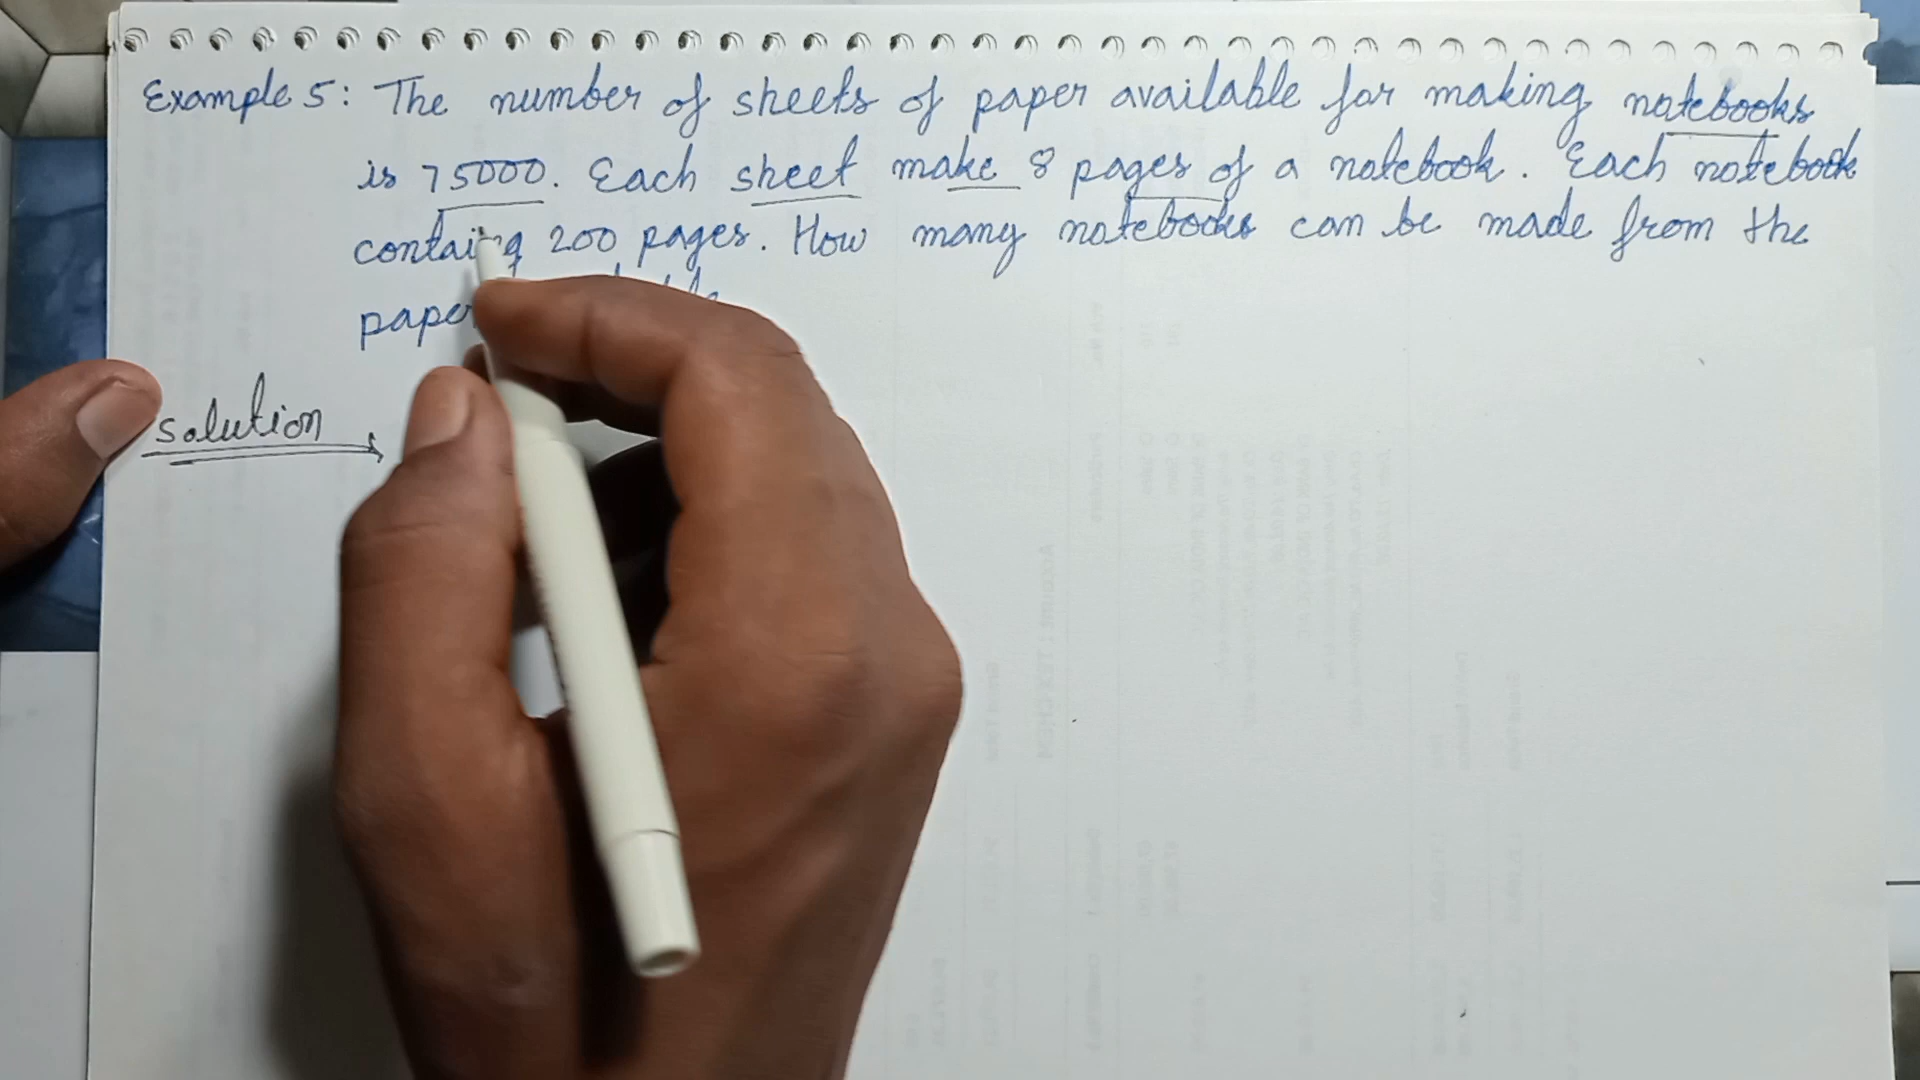 Example 5: The number of sheets of paper available for making notebooks
is 75000. Each sheet make 8 pages of a notebook. Each notebook
contains 200 pages. How many notebooks can be made from the
paper
Solution